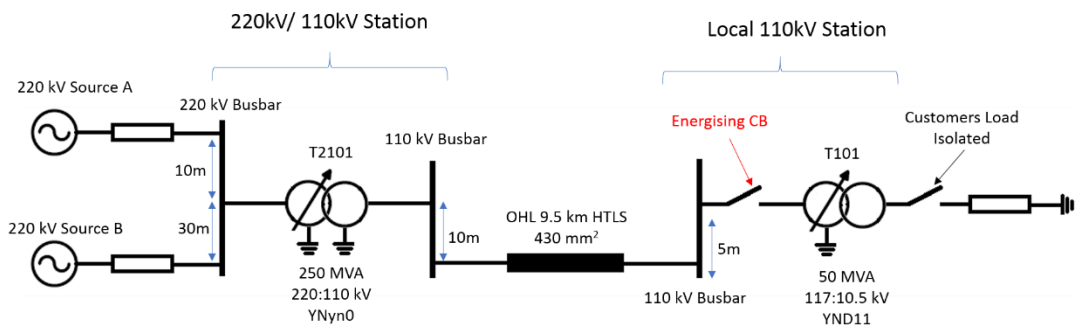 220kV/ 110kV Station
Local 110kV Station
220 kV Source A
220 kV Busbar
10m
30m
220 kV Source B
T2101
250 MVA
220:110 kV
YNyn0
110 kV Busbar
10m
OHL 9.5 km HTLS
430 mm²
Energising CB
5m
110 kV Busbar
T101
50 MVA
117:10.5 kV
YND11
Customers Load
Isolated